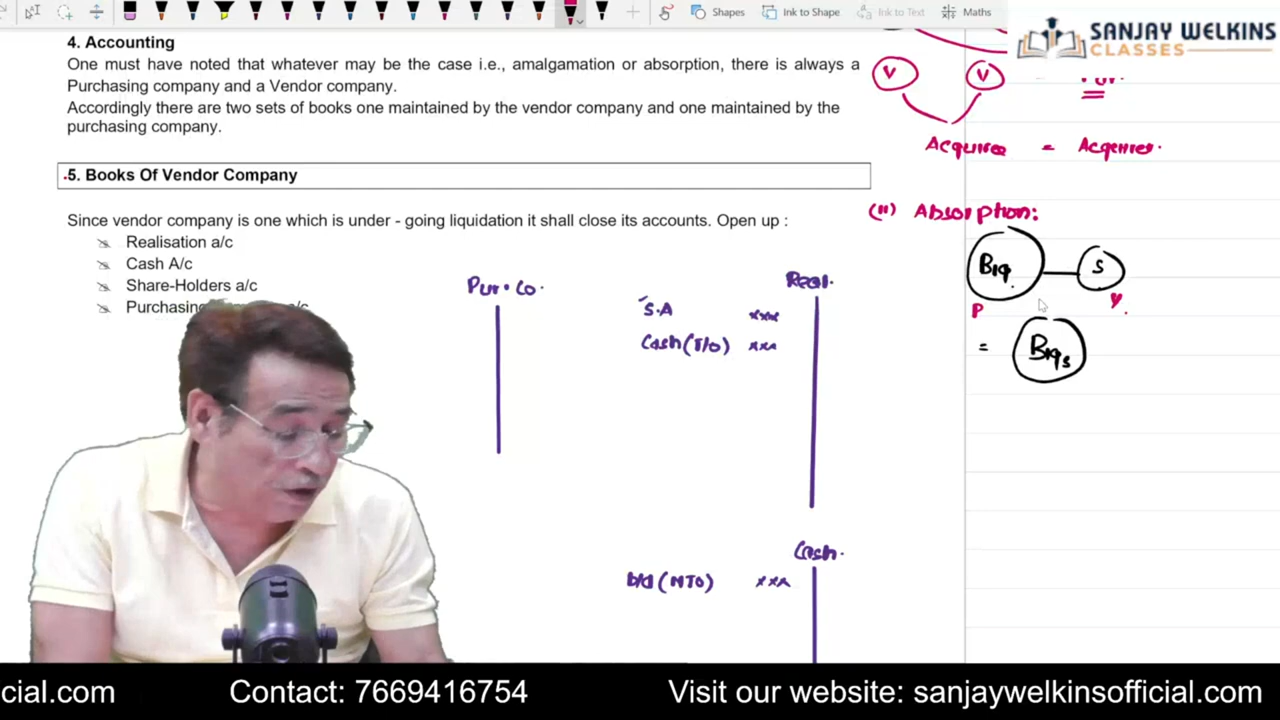 Shapes
Ink to Shape
Ink to Text
Maths
SANJAY WELKINS
CLASSES
4. Accounting
One must have noted that whatever may be the case i.e., amalgamation or absorption, there is always a
Purchasing company and a Vendor company.
Accordingly there are two sets of books one maintained by the vendor company and one maintained by the
purchasing company.
V V
Acquiree = Acquirer.
5. Books Of Vendor Company
Since vendor company is one which is under - going liquidation it shall close its accounts. Open up :
Realisation a/c
Cash A/c
Share-Holders a/c
Purchasing
(11) Absorption:
Big S
P V.
= Bigs
Pur. Co.
Real.
S.A xxx
Cash (T/O) xxx
Cash.
b/d (NTO) xxx
cial.com
Contact: 7669416754
Visit our website: sanjaywelkinsofficial.com